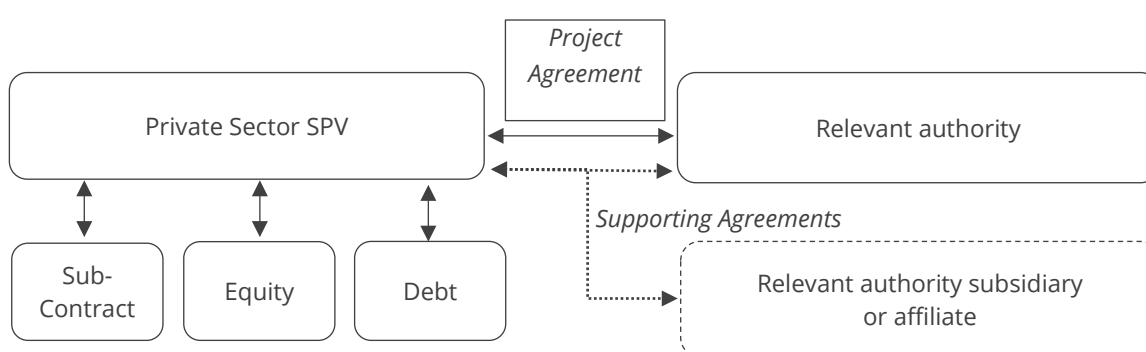 Project
Agreement
Private Sector SPV
Relevant authority
Supporting Agreements
Sub-
Contract
Equity
Debt
Relevant authority subsidiary
or affiliate